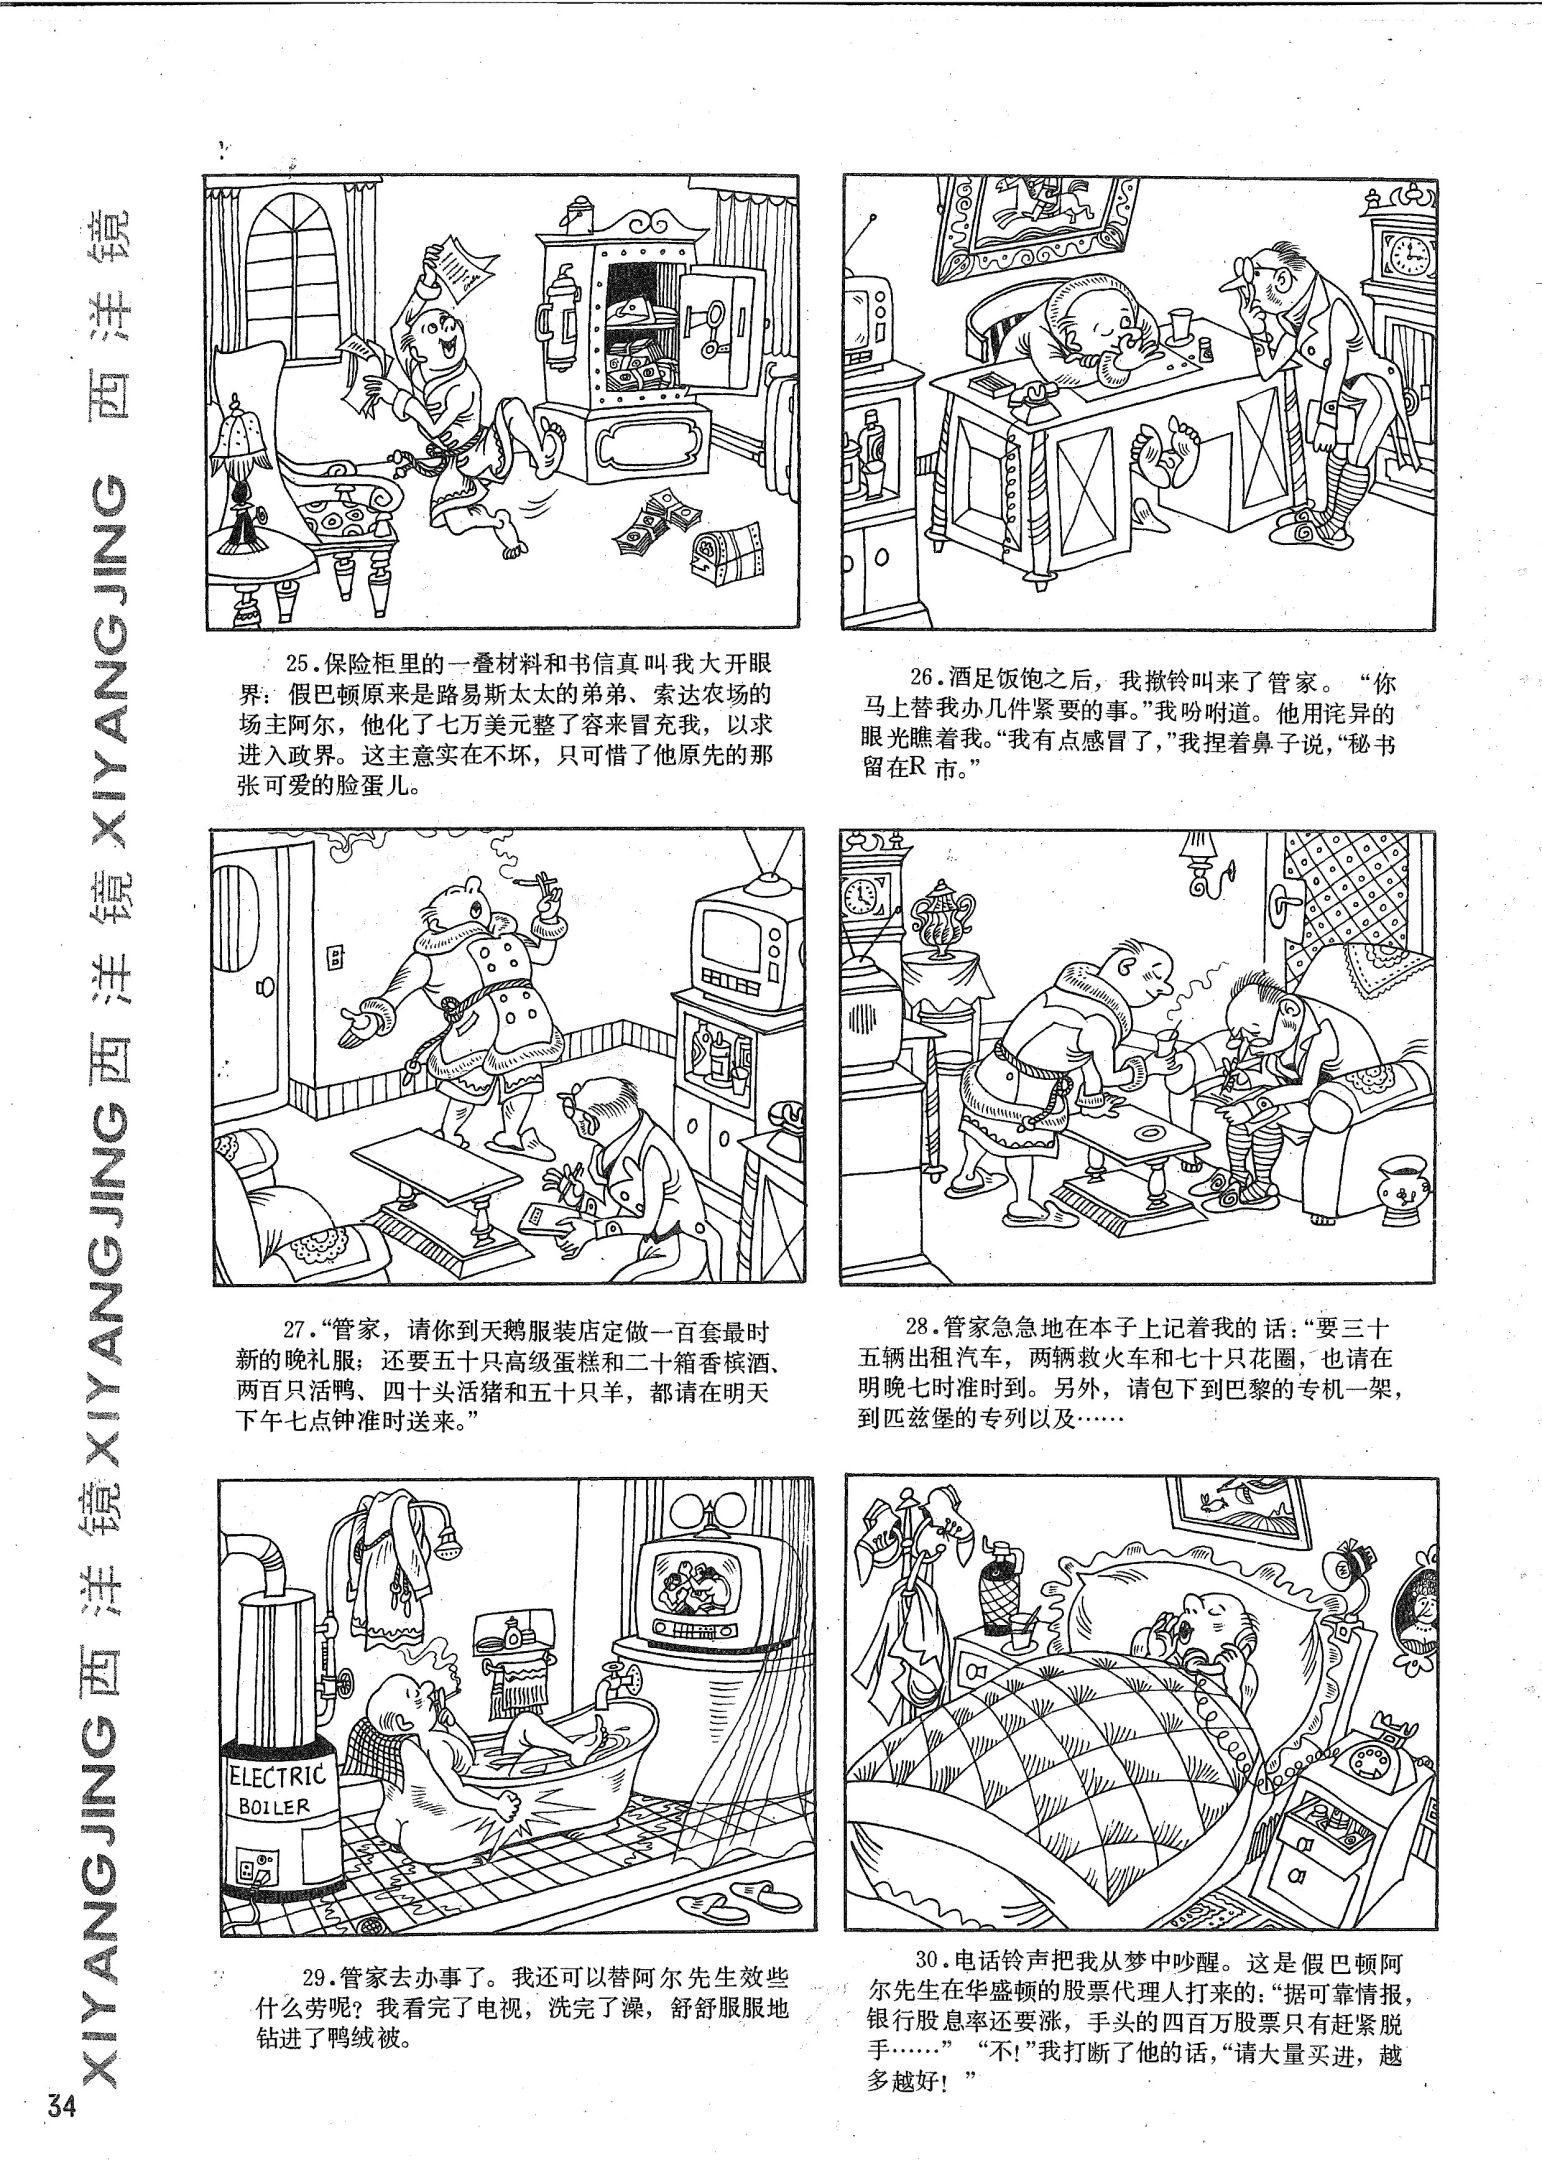 西洋镜 XIYANGJING 西洋镜 XIYANGJING 西洋镜 XIYANGJING 西洋镜 XIYANGJING
25.保险柜里的一叠材料和书信真叫我大开眼
界：假巴顿原来是路易斯太太的弟弟、索达农场的
场主阿尔，他化了七万美元整了容来冒充我，以求
进入政界。这主意实在不坏，只可惜了他原先的那
张可爱的脸蛋儿。
26.酒足饭饱之后，我揿铃叫来了管家。“你
马上替我办几件紧要的事。”我吩咐道。他用诧异的
眼光瞧着我。“我有点感冒了，”我捏着鼻子说，“秘书
留在R市。”
27.“管家，请你到天鹅服装店定做一百套最时
新的晚礼服；还要五十只高级蛋糕和二十箱香槟酒、
两百只活鸭、四十头活猪和五十只羊，都请在明天
下午七点钟准时送来。”
28.管家急急地在本子上记着我的话：“要三十
五辆出租汽车，两辆救火车和七十只花圈，也请在
明晚七时准时到。另外，请包下到巴黎的专机一架，
到匹兹堡的专列以及……
ELECTRIC
BOILER
29.管家去办事了。我还可以替阿尔先生效些
什么劳呢？我看完了电视，洗完了澡，舒舒服服地
钻进了鸭绒被。
30.电话铃声把我从梦中吵醒。这是假巴顿阿
尔先生在华盛顿的股票代理人打来的：“据可靠情报，
银行股息率还要涨，手头的四百万股票只有赶紧脱
手……”“不！”我打断了他的话，“请大量买进，越
多越好！”
34